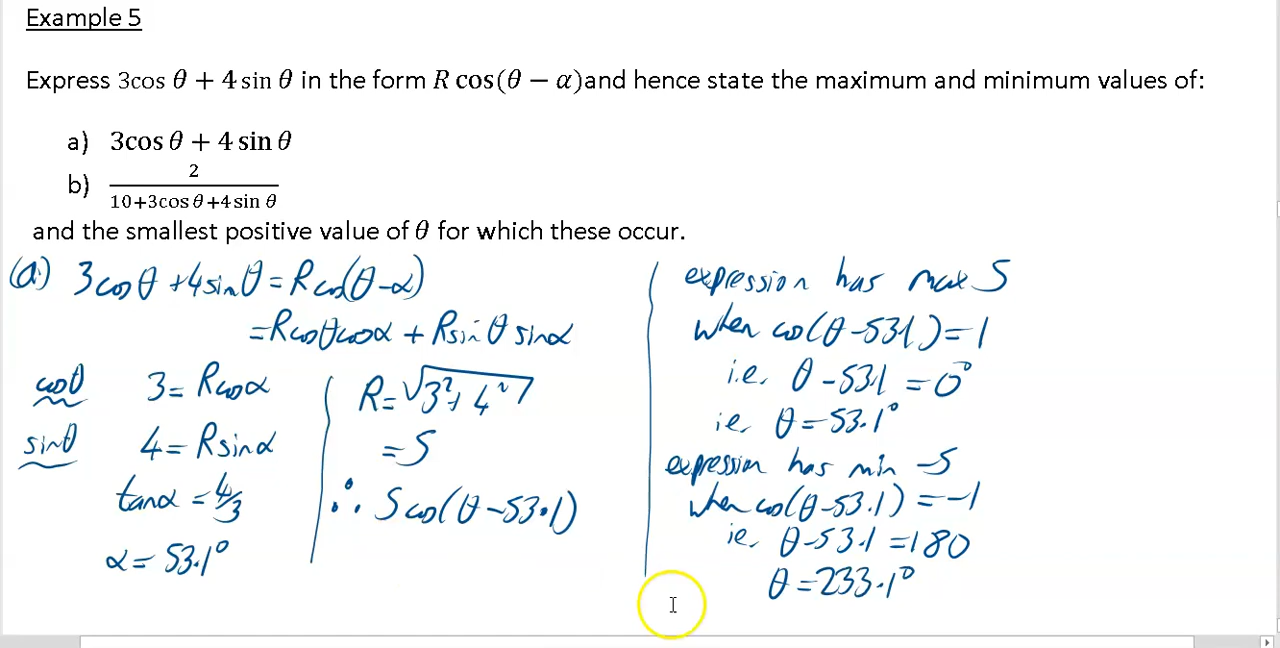 Example 5
Express 3cos θ + 4 sin θ in the form R cos(θ − α)and hence state the maximum and minimum values of:
a) 3cos θ + 4 sin θ
b) 2/(10+3cos θ+4 sin θ)
and the smallest positive value of θ for which these occur.
(a) 3cosθ + 4sinθ = Rcos(θ-α)
= Rcosθcosα + Rsinθ sinα
cosθ 3 = Rcosα
sinθ 4 = Rsinα
tanα = 4/3
α = 53.1°
R = √3²+4²
= 5
∴ 5cos(θ-53.1)
expression has max 5
when cos(θ-53.1) = 1
i.e. θ-53.1 = 0°
ie, θ = 53.1°
expression has min -5
when cos(θ-53.1) = -1
ie, θ-53.1 = 180
θ = 233.1°